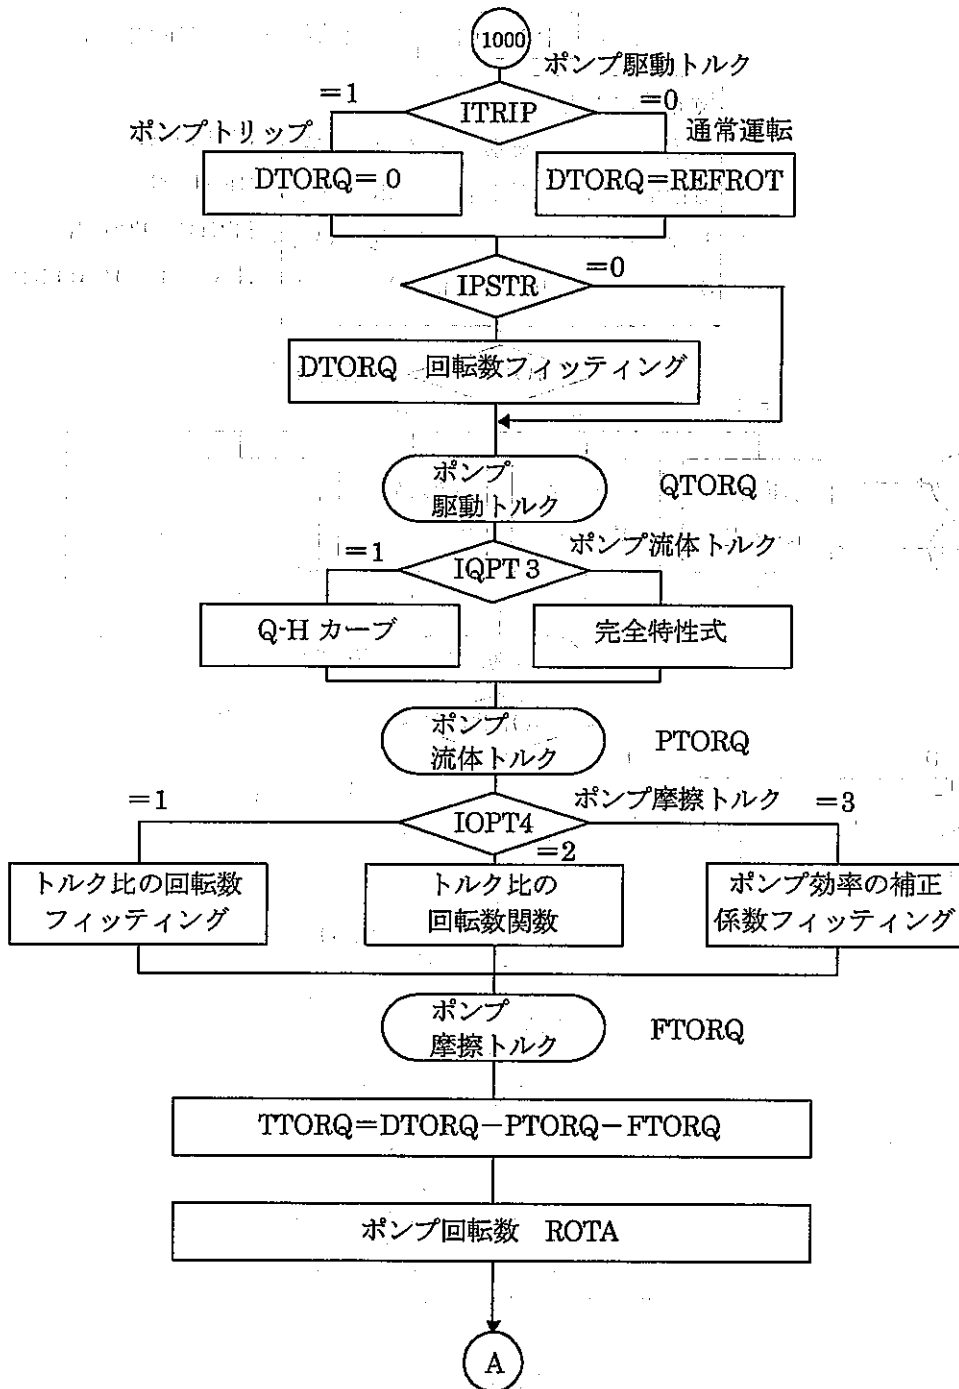 1000
ポンプ駆動トルク
=1
ITRIP
=0
ポンプトリップ
通常運転
DTORQ=0
DTORQ=REFROT
IPSTR
=0
DTORQ 回転数フィッティング
ポンプ
駆動トルク
QTORQ
=1
IQPT3
ポンプ流体トルク
Q-H カーブ
完全特性式
ポンプ
流体トルク
PTORQ
=1
IOPT4
ポンプ摩擦トルク
=3
=2
トルク比の回転数
フィッティング
トルク比の
回転数関数
ポンプ効率の補正
係数フィッティング
ポンプ
摩擦トルク
FTORQ
TTORQ=DTORQ-PTORQ-FTORQ
ポンプ回転数 ROTA
A